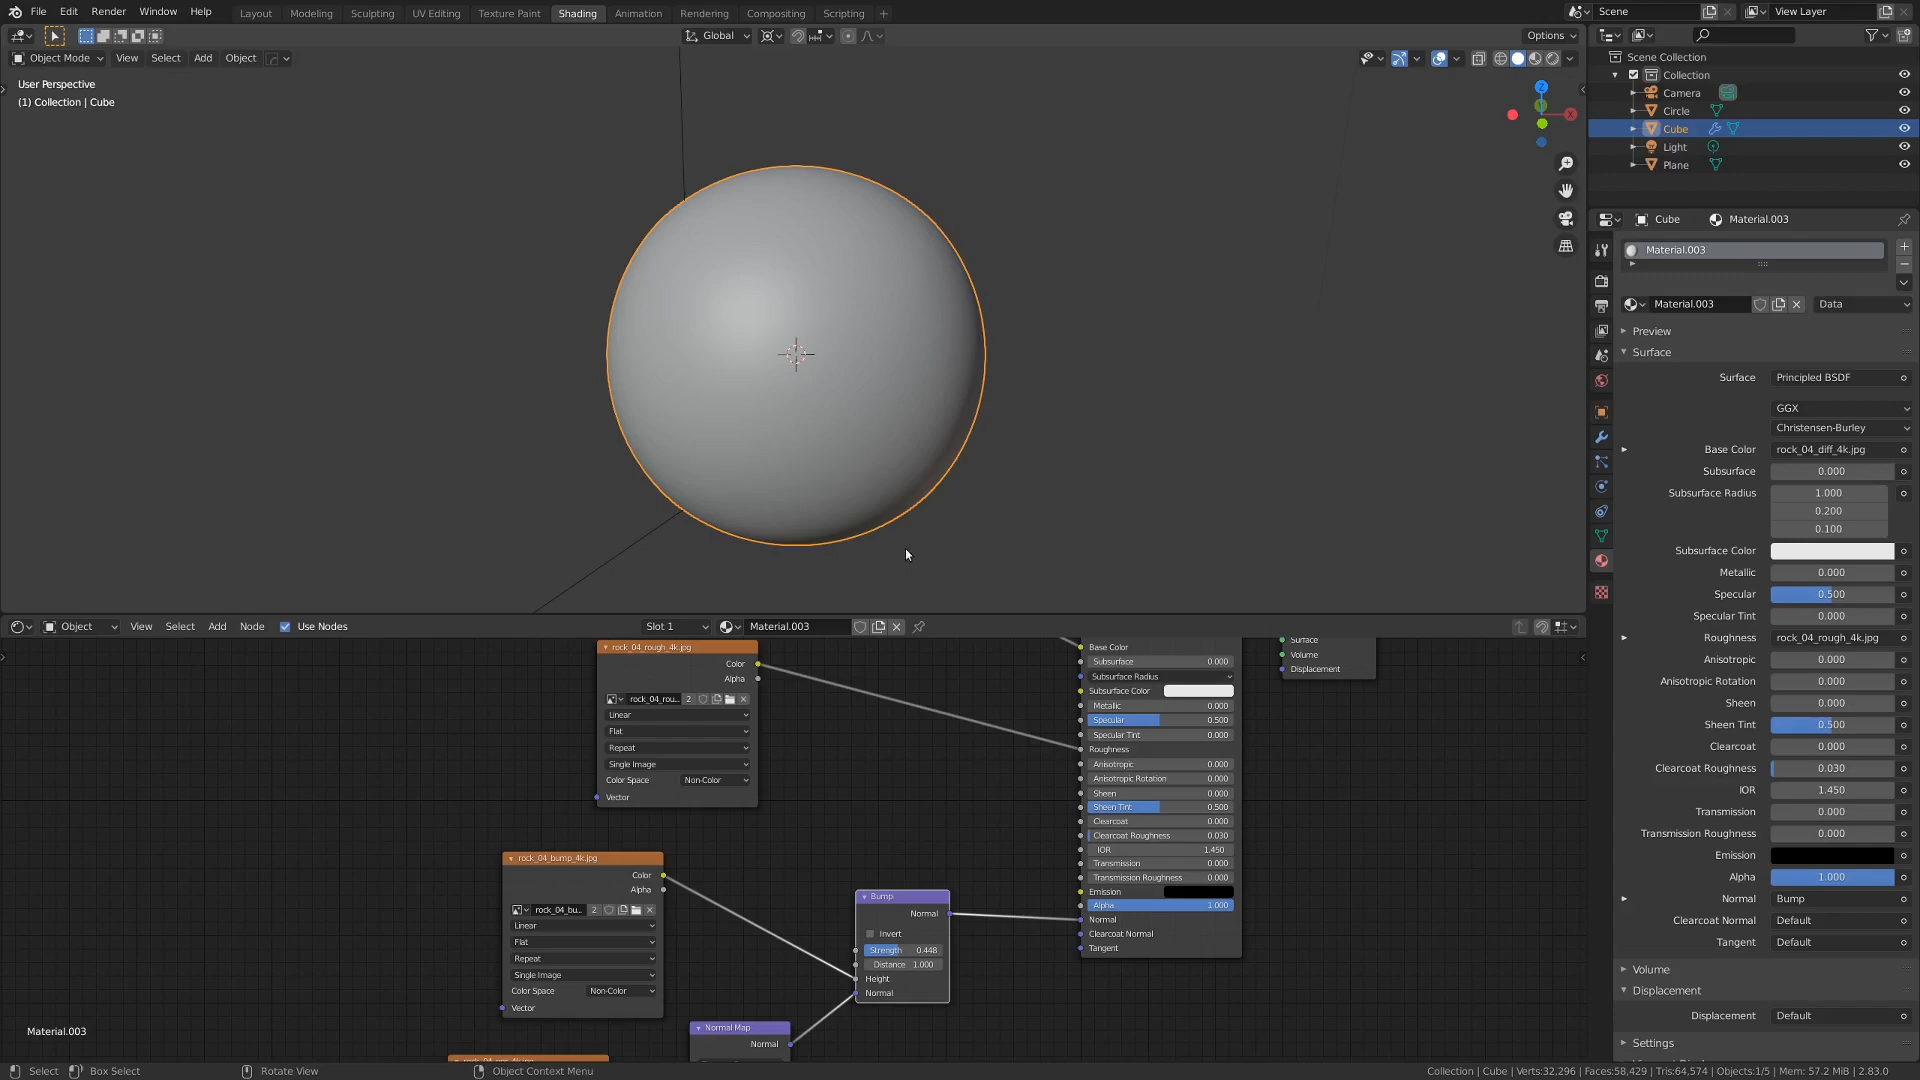 File Edit Render Window Help Layout Modeling Sculpting UV Editing Texture Paint Shading Animation Rendering Compositing Scripting + Scene View Layer
Global Options
Object Mode View Select Add Object
User Perspective
(1) Collection | Cube
Z
X
Scene Collection
Collection
Camera
Circle
Cube
Light
Plane
Cube Material.003
Material.003
Material.003 Data
Preview
Surface
Surface Principled BSDF
GGX
Christensen-Burley
Base Color rock_04_diff_4k.jpg
Subsurface 0.000
Subsurface Radius 1.000
0.200
0.100
Subsurface Color
Metallic 0.000
Specular 0.500
Specular Tint 0.000
Roughness rock_04_rough_4k.jpg
Anisotropic 0.000
Anisotropic Rotation 0.000
Sheen 0.000
Sheen Tint 0.500
Clearcoat 0.000
Clearcoat Roughness 0.030
IOR 1.450
Transmission 0.000
Transmission Roughness 0.000
Emission
Alpha 1.000
Normal Bump
Clearcoat Normal Default
Tangent Default
Volume
Displacement
Displacement Default
Settings
Object View Select Add Node Use Nodes Slot 1 Material.003
rock_04_rough_4k.jpg
Color
Alpha
rock_04_rou... 2
Linear
Flat
Repeat
Single Image
Color Space Non-Color
Vector
rock_04_bump_4k.jpg
Color
Alpha
rock_04_bu... 2
Linear
Flat
Repeat
Single Image
Color Space Non-Color
Vector
Bump
Normal
Invert
Strength 0.448
Distance 1.000
Height
Normal
Normal Map
Normal
Base Color
Subsurface 0.000
Subsurface Radius
Subsurface Color
Metallic 0.000
Specular 0.500
Specular Tint 0.000
Roughness
Anisotropic 0.000
Anisotropic Rotation 0.000
Sheen 0.000
Sheen Tint 0.500
Clearcoat 0.000
Clearcoat Roughness 0.030
IOR 1.450
Transmission 0.000
Transmission Roughness 0.000
Emission
Alpha 1.000
Normal
Clearcoat Normal
Tangent
Surface
Volume
Displacement
Material.003
Select Box Select Rotate View Object Context Menu Collection | Cube | Verts:32,296 | Faces:58,429 | Tris:64,574 | Objects:1/5 | Mem: 57.2 MiB | 2.83.0